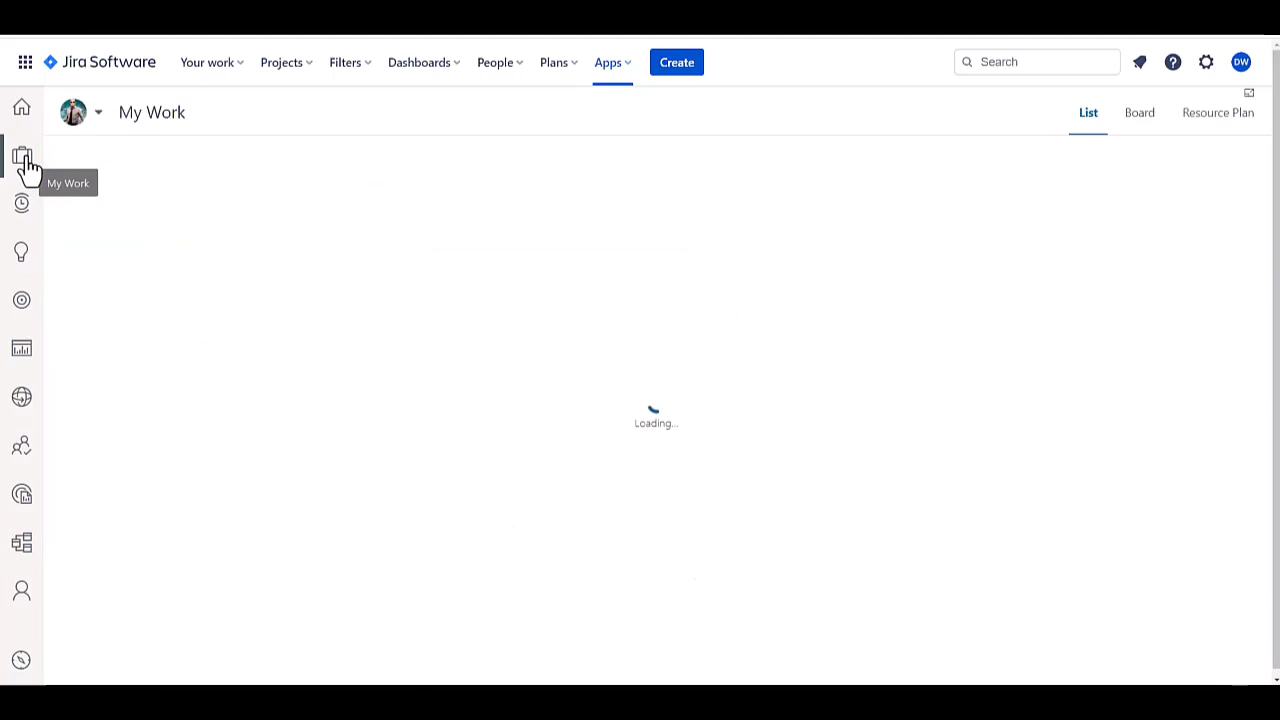 Jira Software Your work Projects Filters Dashboards People Plans Apps Create Search DW
My Work List Board Resource Plan
My Work
Loading...